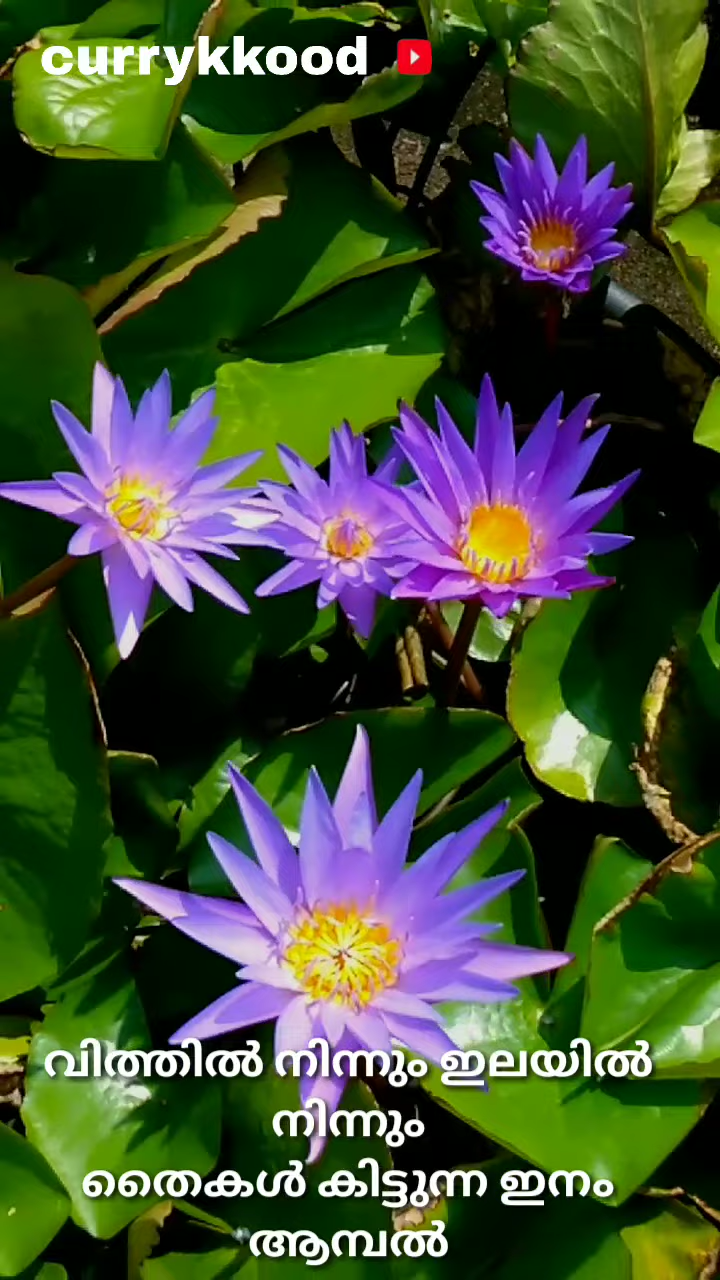 currykkood
വിത്തിൽ നിന്നും ഇലയിൽ
നിന്നും
തൈകൾ കിട്ടുന്ന ഇനം
ആമ്പൽ